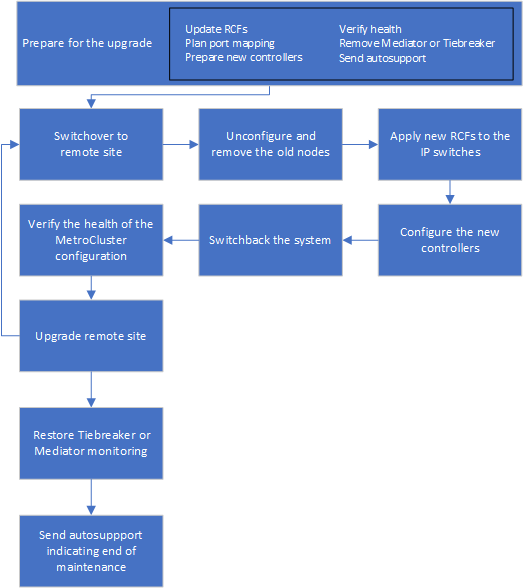 Prepare for the upgrade
Update RCFs
Plan port mapping
Prepare new controllers
Verify health
Remove Mediator or Tiebreaker
Send autosupport
Switchover to
remote site
Unconfigure and
remove the old nodes
Apply new RCFs to the
IP switches
Configure the new
controllers
Switchback the system
Verify the health of the
MetroCluster
configuration
Upgrade remote site
Restore Tiebreaker or
Mediator monitoring
Send autosuppport
indicating end of
maintenance